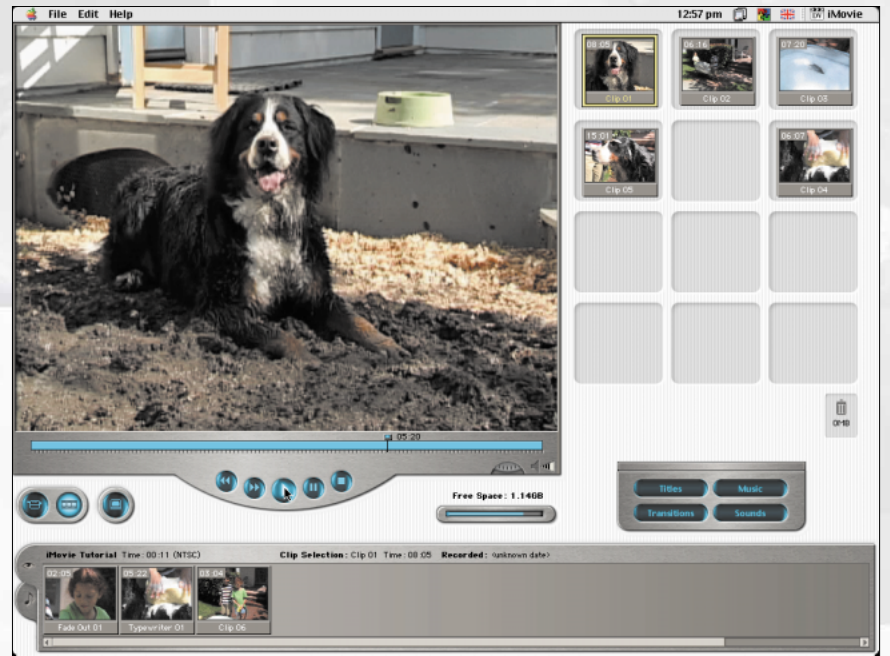 File Edit Help 12:57 pm DV iMovie
08:05 06:16 07:20
Clip 01 Clip 02 Clip 03
15:01 06:07
Clip 05 Clip 04
05:20
0MB
Free Space: 1.14GB
Titles Music
Transitions Sounds
iMovie Tutorial Time: 00:11 (NTSC) Clip Selection: Clip 01 Time: 08:05 Recorded: <unknown date>
02:05 05:22 03:04
Fade Out 01 Typewriter 01 Clip 06